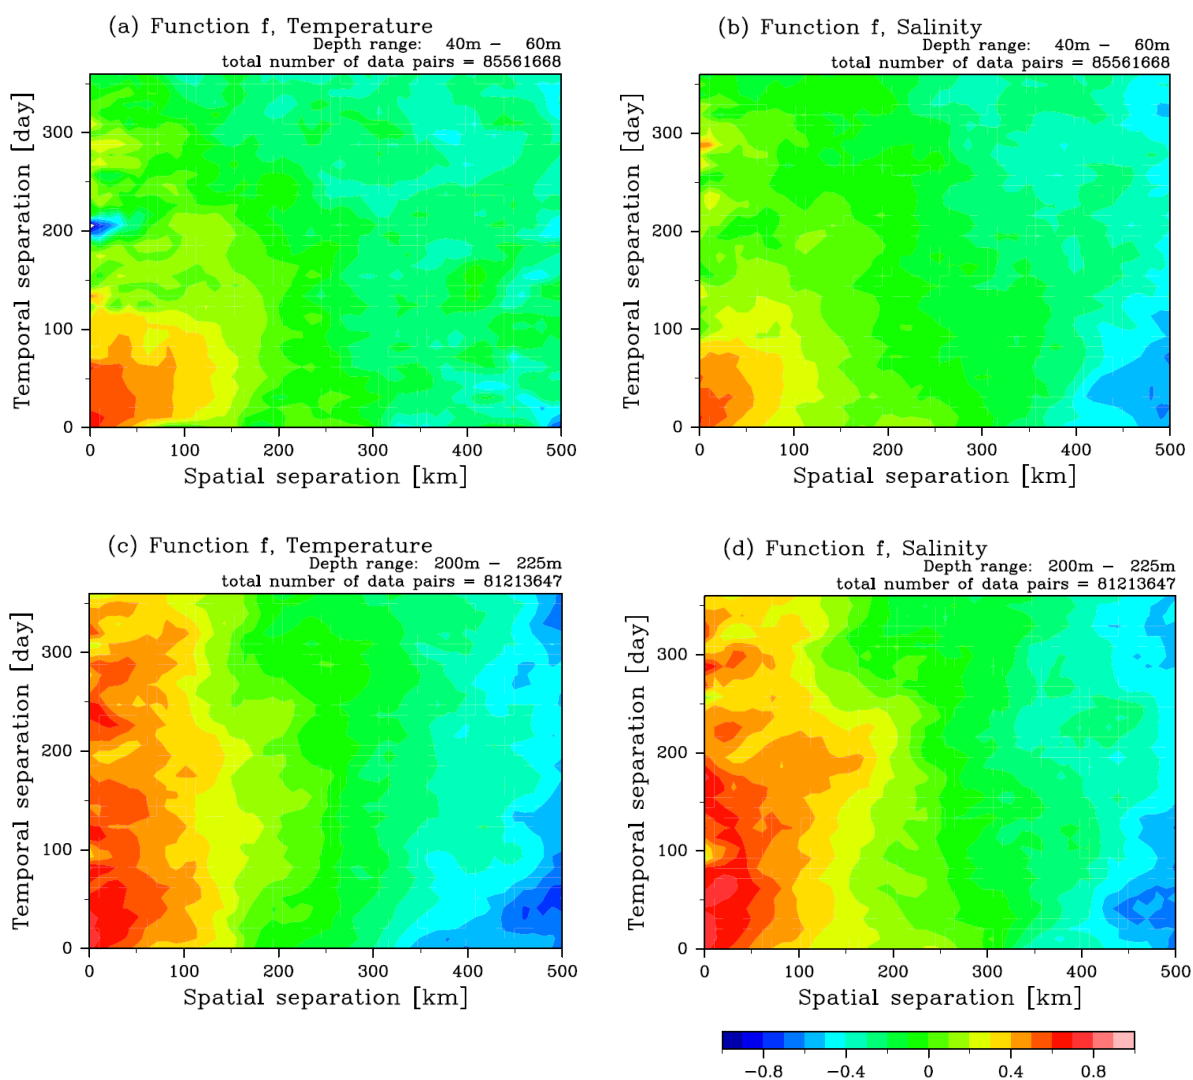 (a) Function f, Temperature
Depth range: 40m − 60m
total number of data pairs = 85561668
Temporal separation [day]
300
200
100
0
0 100 200 300 400 500
Spatial separation [km]
(b) Function f, Salinity
Depth range: 40m − 60m
total number of data pairs = 85561668
Temporal separation [day]
300
200
100
0
0 100 200 300 400 500
Spatial separation [km]
(c) Function f, Temperature
Depth range: 200m − 225m
total number of data pairs = 81213647
Temporal separation [day]
300
200
100
0
0 100 200 300 400 500
Spatial separation [km]
(d) Function f, Salinity
Depth range: 200m − 225m
total number of data pairs = 81213647
Temporal separation [day]
300
200
100
0
0 100 200 300 400 500
Spatial separation [km]
−0.8 −0.4 0 0.4 0.8